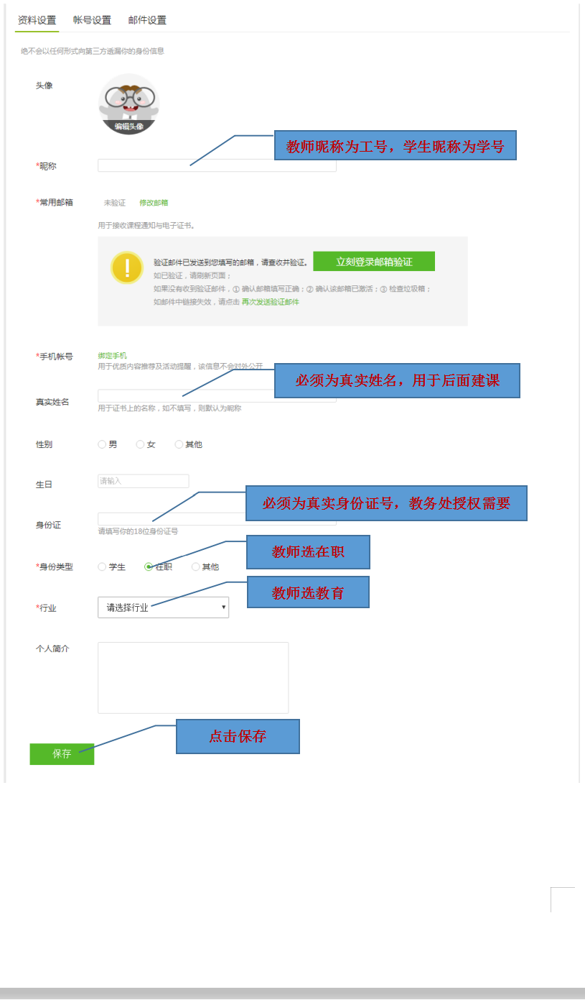 资料设置 帐号设置 邮件设置
绝不会以任何形式向第三方透漏你的身份信息
头像
编辑头像
教师昵称为工号，学生昵称为学号
*昵称
*常用邮箱 未验证 修改邮箱
用于接收课程通知与电子证书。
验证邮件已发送到您填写的邮箱，请查收并验证。 立刻登录邮箱验证
如已验证，请刷新页面；
如果没有收到验证邮件，① 确认邮箱填写正确；② 确认该邮箱已激活；③ 检查垃圾箱；
如邮件中链接失效，请点击 再次发送验证邮件
*手机帐号 绑定手机
用于优质内容推荐及活动提醒，该信息不会对外公开
必须为真实姓名，用于后面建课
真实姓名
用于证书上的名称，如不填写，则默认为昵称
性别 男 女 其他
生日 请输入
必须为真实身份证号，教务处授权需要
身份证
请填写你的18位身份证号
教师选在职
*身份类型 学生 在职 其他
教师选教育
*行业 请选择行业
个人简介
点击保存
保存